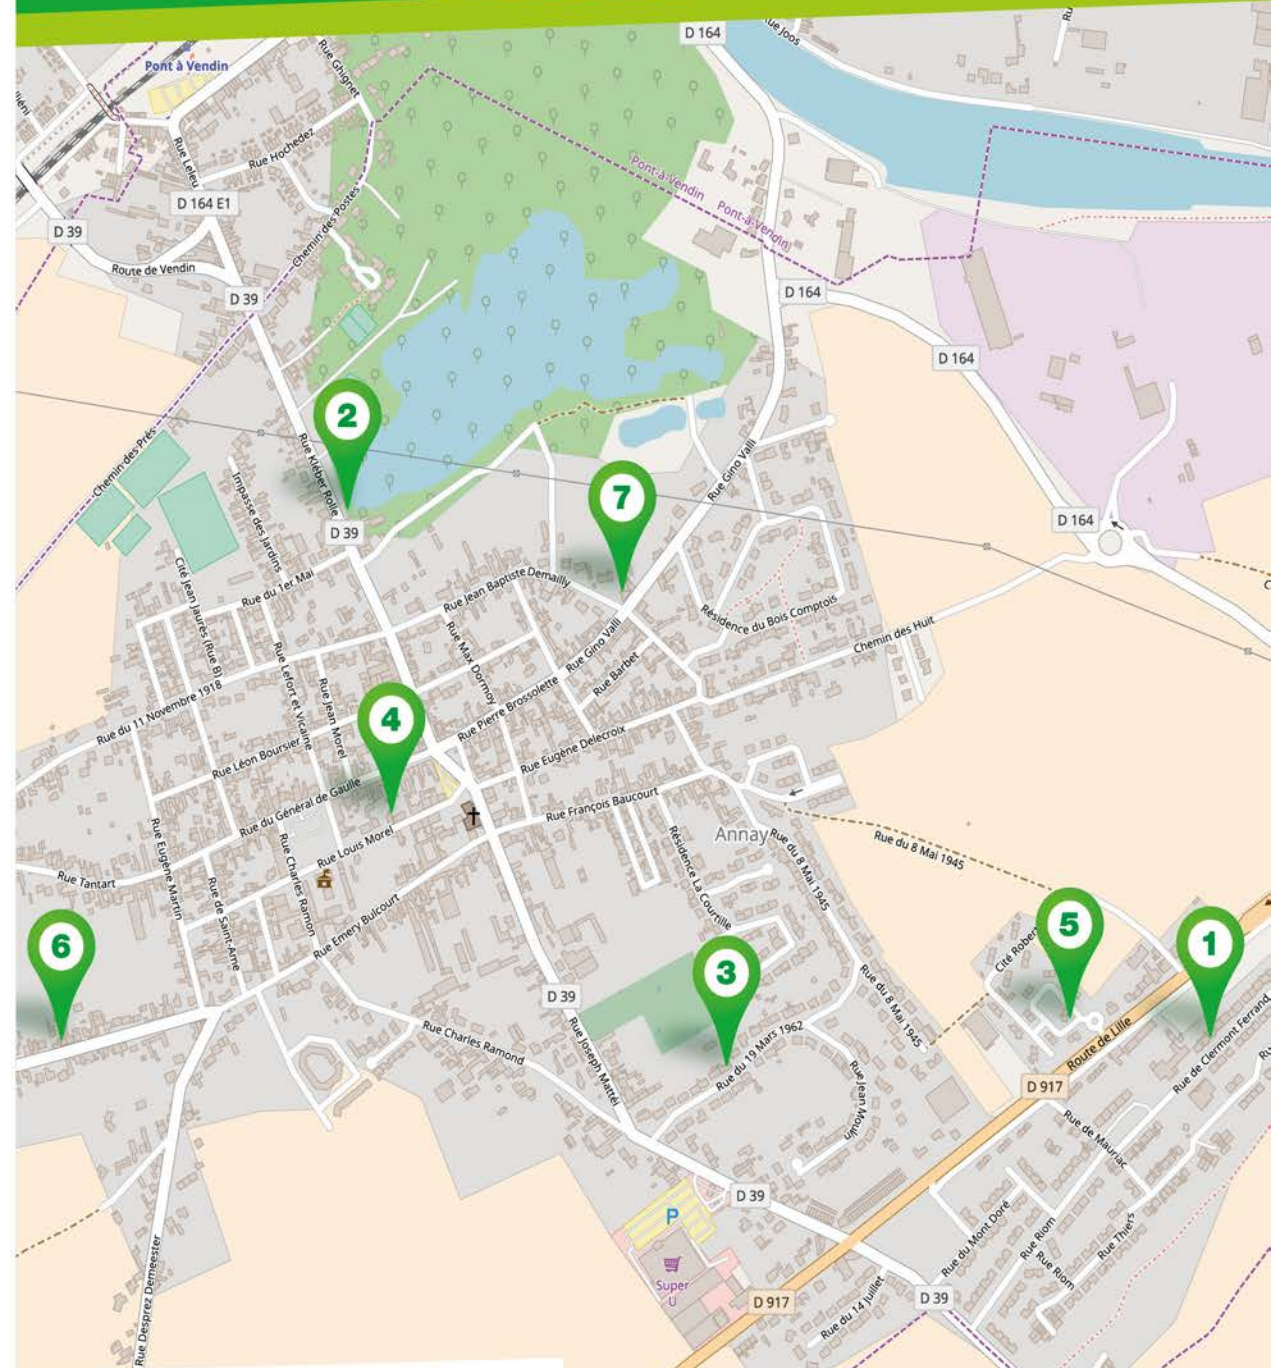 D 164
Rue Joos
Pont à Vendin
Rue Ghignet
Rue Leleu
Rue Hochedez
Pont-à-Vendin
Pont-à-Vendin
D 164 E1
D 39
Chemin des Postes
Route de Vendin
D 39
D 164
D 164
2
Rue Kléber Rolle
Chemin des Prés
Rue Gino Valli
Impasse des Jardins
7
D 164
D 39
Cité Jean Jaurès (Rue B)
Rue du 1er Mai
Rue Jean Baptiste Demailly
Résidence du Bois Comptois
Chemin des Huit
Rue Max Dormoy
Rue Gino Valli
Rue Barbet
Rue Lefort et Vicaine
Rue Jean Morel
Rue du 11 Novembre 1918
4
Rue Pierre Brossolette
Rue Léon Boursier
Rue Eugène Delecroix
Rue du Général de Gaulle
Rue François Baucourt
Rue Eugène Martin
Rue Louis Morel
Annay
Rue du 8 Mai 1945
Rue du 8 Mai 1945
Rue Tantart
Rue de Saint-Ame
Rue Charles Ramon
Résidence La Courtille
Rue Emery Bulcourt
6
5
1
Cité Rober
3
D 39
Rue du 8 Mai 1945
Rue Charles Ramond
Rue du 19 Mars 1962
Route de Lille
Rue de Clermont Ferrand
Ru
Rue Joseph Mattéi
Rue Jean Moulin
D 917
Rue de Mauriac
D 39
P
Rue du Mont Doré
Rue Riom
Rue Thiers
Rue Riom
Super
U
Rue Desprez Demeester
D 917
Rue du 14 Juillet
D 39